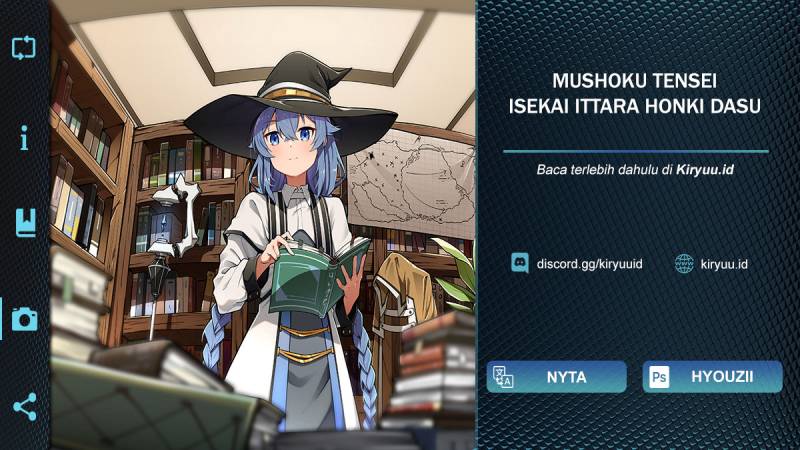 MUSHOKU TENSEI
ISEKAI ITTARA HONKI DASU
Baca terlebih dahulu di Kiryuu.id
discord.gg/kiryuuid
kiryuu.id
NYTA
Ps
HYOUZII